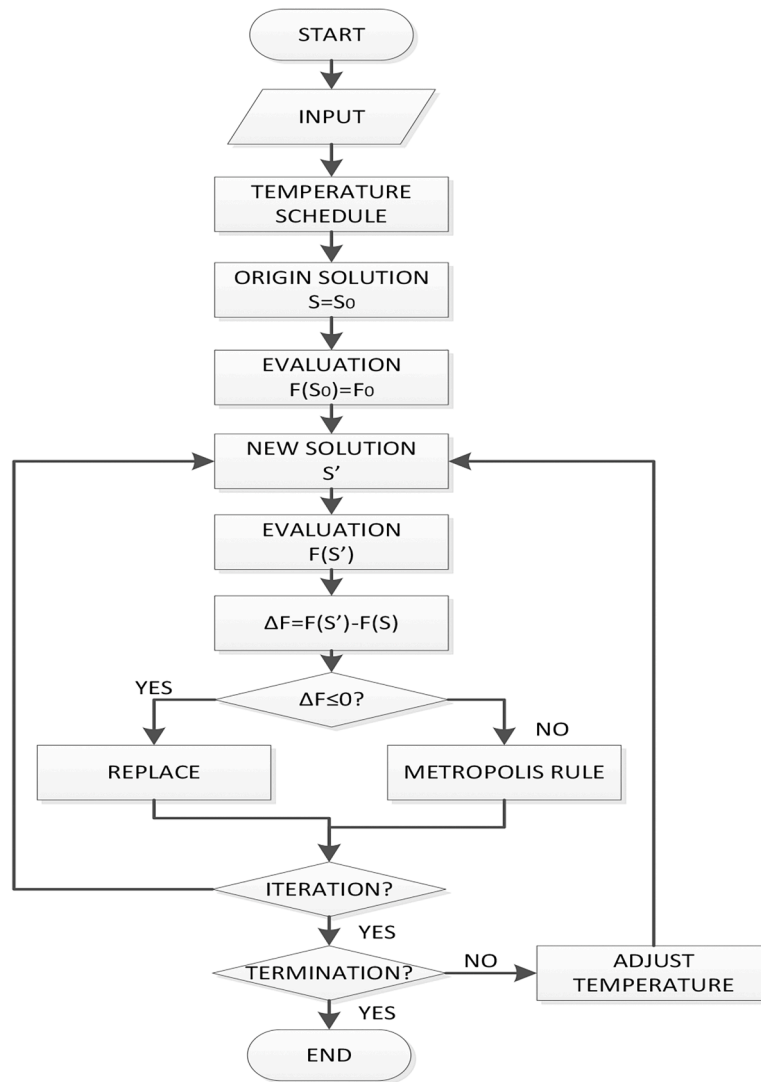 START
INPUT
TEMPERATURE
SCHEDULE
ORIGIN SOLUTION
S=S₀
EVALUATION
F(S₀)=F₀
NEW SOLUTION
S’
EVALUATION
F(S’)
ΔF=F(S’)-F(S)
YES
ΔF≤0?
NO
REPLACE
METROPOLIS RULE
ITERATION?
YES
TERMINATION?
NO
ADJUST
TEMPERATURE
YES
END